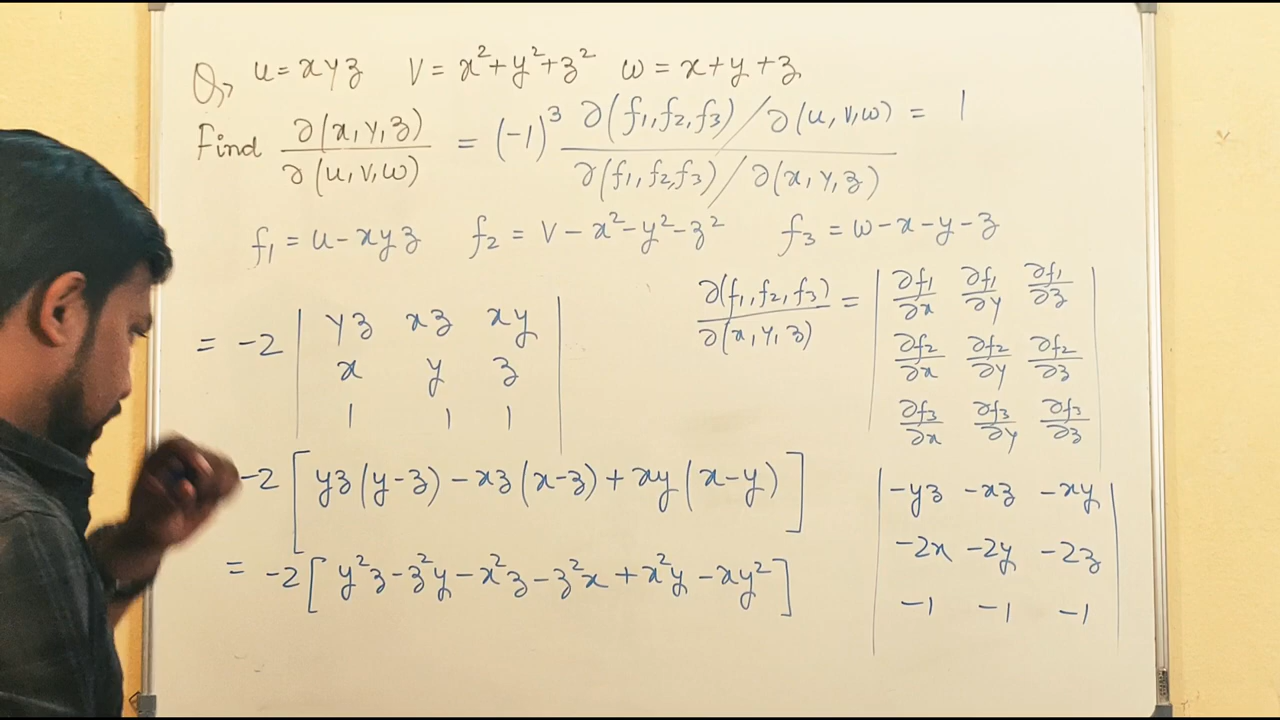 Q, u = xyz V = x²+y²+z² w = x+y+z
Find ∂(x,y,z)/∂(u,v,w) = (-1)³ ∂(f₁,f₂,f₃)/∂(u,v,w) / ∂(f₁,f₂,f₃)/∂(x,y,z) = 1
f₁ = u - xyz f₂ = v - x² - y² - z² f₃ = w - x - y - z
∂(f₁,f₂,f₃)/∂(x,y,z) = | ∂f₁/∂x ∂f₁/∂y ∂f₁/∂z |
| ∂f₂/∂x ∂f₂/∂y ∂f₂/∂z |
| ∂f₃/∂x ∂f₃/∂y ∂f₃/∂z |
= -2 | yz xz xy |
| x y z |
| 1 1 1 |
-2 [ yz(y-z) - xz(x-z) + xy(x-y) ]
= -2 [ y²z - z²y - x²z - z²x + x²y - xy² ]
| -yz -xz -xy |
| -2x -2y -2z |
| -1 -1 -1 |